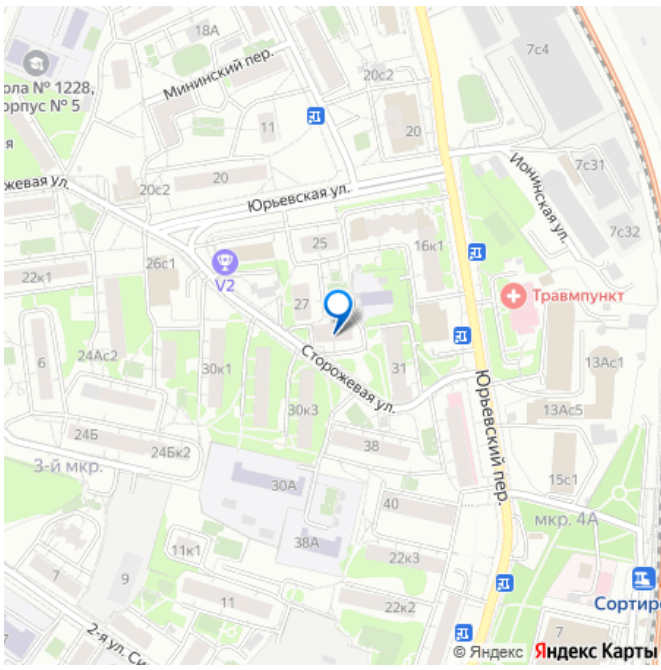 18А
Мининский пер.
ола № 1228,
орпус № 5
11
20с2
20
7с4
Ионинская ул.
7с31
7с32
я
жевая ул.
20с2
20
Юрьевская ул.
25
16к1
26с1
V2
22к1
27
Травмпункт
6
24Ас2
30к1
Сторожевая ул.
31
13Ас1
30к3
13Ас5
Юрьевский пер.
24Б
24Бк2
38
3-й мкр.
30А
15с1
40
мкр. 4А
38А
11к1
22к3
7
9
11
22к2
Сортиро
2-я ул. Си
7
© Яндекс
Яндекс Карты